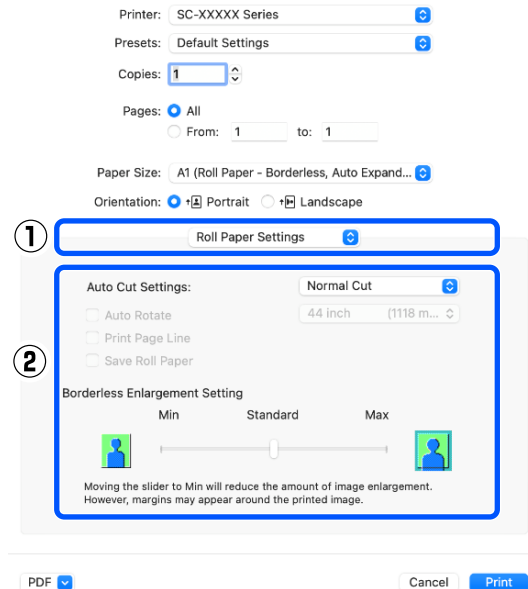 Printer: SC-XXXXX Series
Presets: Default Settings
Copies: 1
Pages: All
From: 1 to: 1
Paper Size: A1 (Roll Paper - Borderless, Auto Expand...
Orientation: Portrait Landscape
1 Roll Paper Settings
2
Auto Cut Settings: Normal Cut
Auto Rotate 44 inch (1118 m...
Print Page Line
Save Roll Paper
Borderless Enlargement Setting
Min Standard Max
Moving the slider to Min will reduce the amount of image enlargement.
However, margins may appear around the printed image.
PDF Cancel Print